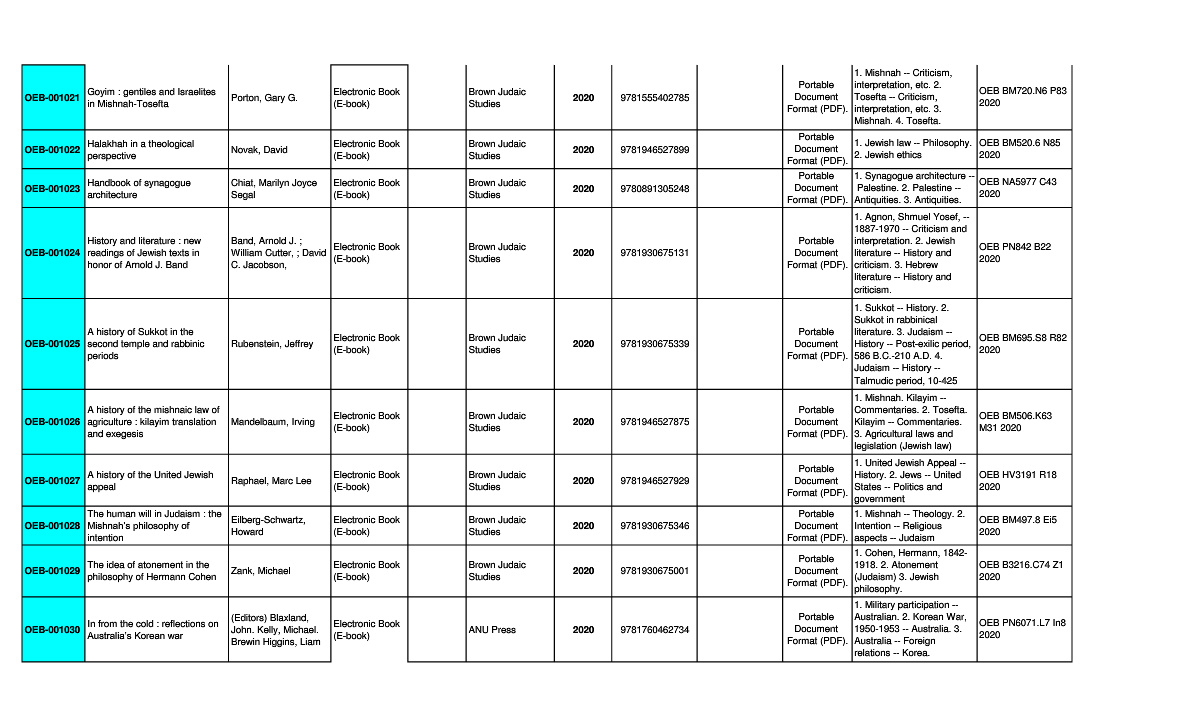 OEB-001021
Goyim : gentiles and Israelites
in Mishnah-Tosefta
Porton, Gary G.
Electronic Book
(E-book)
Brown Judaic
Studies
2020
9781555402785
Portable
Document
Format (PDF).
1. Mishnah -- Criticism,
interpretation, etc. 2.
Tosefta -- Criticism,
interpretation, etc. 3.
Mishnah. 4. Tosefta.
OEB BM720.N6 P83
2020
OEB-001022
Halakhah in a theological
perspective
Novak, David
Electronic Book
(E-book)
Brown Judaic
Studies
2020
9781946527899
Portable
Document
Format (PDF).
1. Jewish law -- Philosophy.
2. Jewish ethics
OEB BM520.6 N85
2020
OEB-001023
Handbook of synagogue
architecture
Chiat, Marilyn Joyce
Segal
Electronic Book
(E-book)
Brown Judaic
Studies
2020
9780891305248
Portable
Document
Format (PDF).
1. Synagogue architecture --
Palestine. 2. Palestine --
Antiquities. 3. Antiquities.
OEB NA5977 C43
2020
OEB-001024
History and literature : new
readings of Jewish texts in
honor of Arnold J. Band
Band, Arnold J. ;
William Cutter, ; David
C. Jacobson,
Electronic Book
(E-book)
Brown Judaic
Studies
2020
9781930675131
Portable
Document
Format (PDF).
1. Agnon, Shmuel Yosef, --
1887-1970 -- Criticism and
interpretation. 2. Jewish
literature -- History and
criticism. 3. Hebrew
literature -- History and
criticism.
OEB PN842 B22
2020
OEB-001025
A history of Sukkot in the
second temple and rabbinic
periods
Rubenstein, Jeffrey
Electronic Book
(E-book)
Brown Judaic
Studies
2020
9781930675339
Portable
Document
Format (PDF).
1. Sukkot -- History. 2.
Sukkot in rabbinical
literature. 3. Judaism --
History -- Post-exilic period,
586 B.C.-210 A.D. 4.
Judaism -- History --
Talmudic period, 10-425
OEB BM695.S8 R82
2020
OEB-001026
A history of the mishnaic law of
agriculture : kilayim translation
and exegesis
Mandelbaum, Irving
Electronic Book
(E-book)
Brown Judaic
Studies
2020
9781946527875
Portable
Document
Format (PDF).
1. Mishnah. Kilayim --
Commentaries. 2. Tosefta.
Kilayim -- Commentaries.
3. Agricultural laws and
legislation (Jewish law)
OEB BM506.K63
M31 2020
OEB-001027
A history of the United Jewish
appeal
Raphael, Marc Lee
Electronic Book
(E-book)
Brown Judaic
Studies
2020
9781946527929
Portable
Document
Format (PDF).
1. United Jewish Appeal --
History. 2. Jews -- United
States -- Politics and
government
OEB HV3191 R18
2020
OEB-001028
The human will in Judaism : the
Mishnah's philosophy of
intention
Eilberg-Schwartz,
Howard
Electronic Book
(E-book)
Brown Judaic
Studies
2020
9781930675346
Portable
Document
Format (PDF).
1. Mishnah -- Theology. 2.
Intention -- Religious
aspects -- Judaism
OEB BM497.8 Ei5
2020
OEB-001029
The idea of atonement in the
philosophy of Hermann Cohen
Zank, Michael
Electronic Book
(E-book)
Brown Judaic
Studies
2020
9781930675001
Portable
Document
Format (PDF).
1. Cohen, Hermann, 1842-
1918. 2. Atonement
(Judaism) 3. Jewish
philosophy.
OEB B3216.C74 Z1
2020
OEB-001030
In from the cold : reflections on
Australia's Korean war
(Editors) Blaxland,
John. Kelly, Michael.
Brewin Higgins, Liam
Electronic Book
(E-book)
ANU Press
2020
9781760462734
Portable
Document
Format (PDF).
1. Military participation --
Australian. 2. Korean War,
1950-1953 -- Australia. 3.
Australia -- Foreign
relations -- Korea.
OEB PN6071.L7 In8
2020